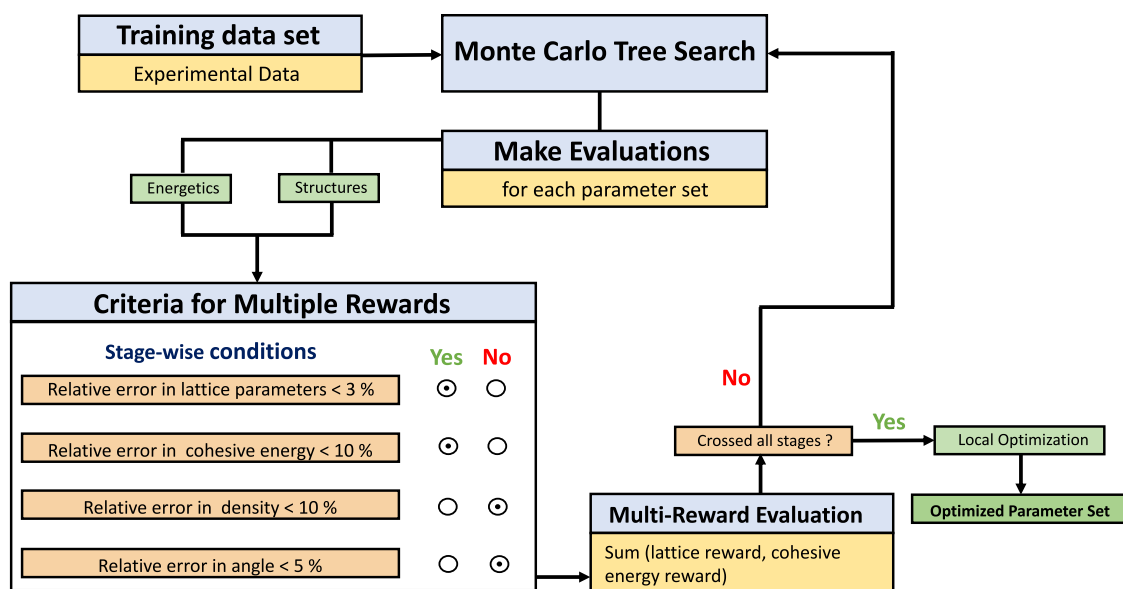 Training data set
Experimental Data
Monte Carlo Tree Search
Make Evaluations
for each parameter set
Energetics
Structures
Criteria for Multiple Rewards
Stage-wise conditions
Yes
No
Relative error in lattice parameters < 3 %
Relative error in cohesive energy < 10 %
Relative error in density < 10 %
Relative error in angle < 5 %
Multi-Reward Evaluation
Sum (lattice reward, cohesive
energy reward)
Crossed all stages ?
No
Yes
Local Optimization
Optimized Parameter Set